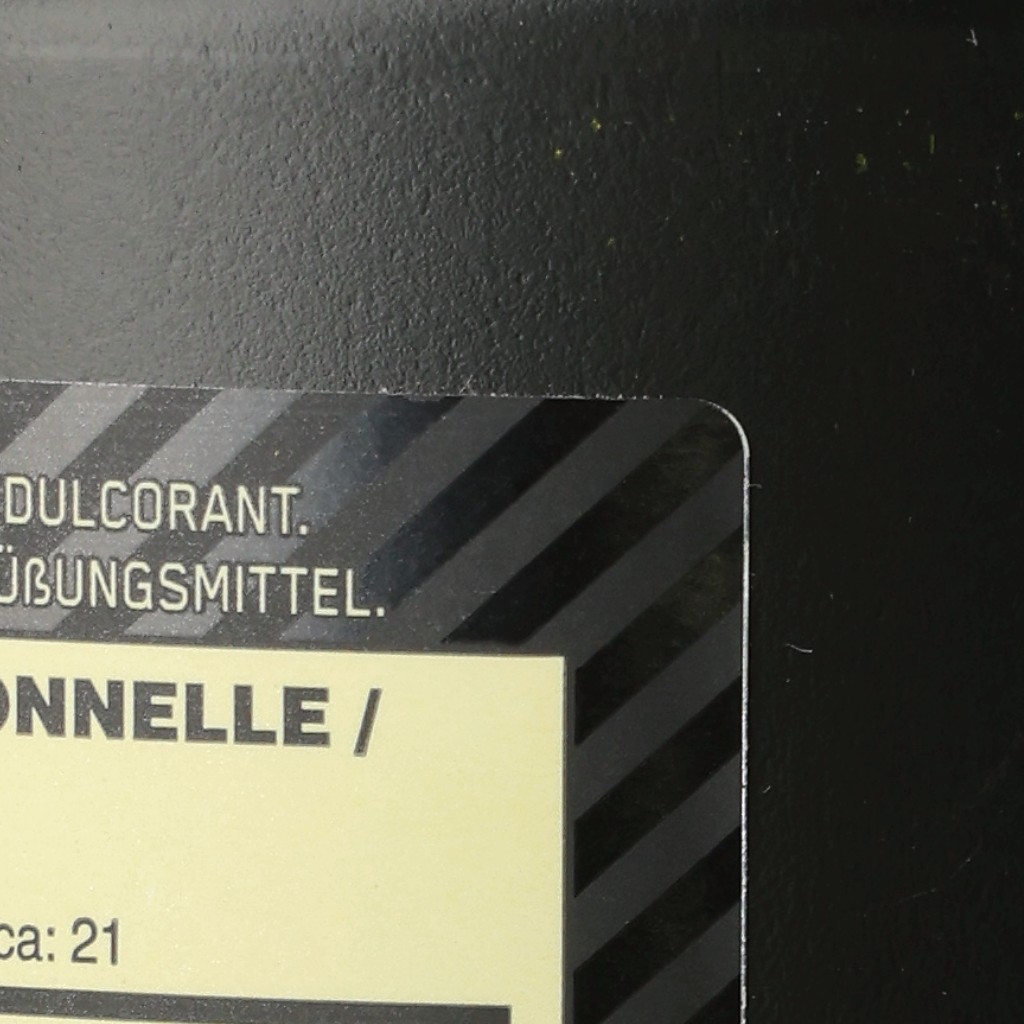 DULCORANT.
ÜßUNGSMITTEL.
ONNELLE /
ca: 21